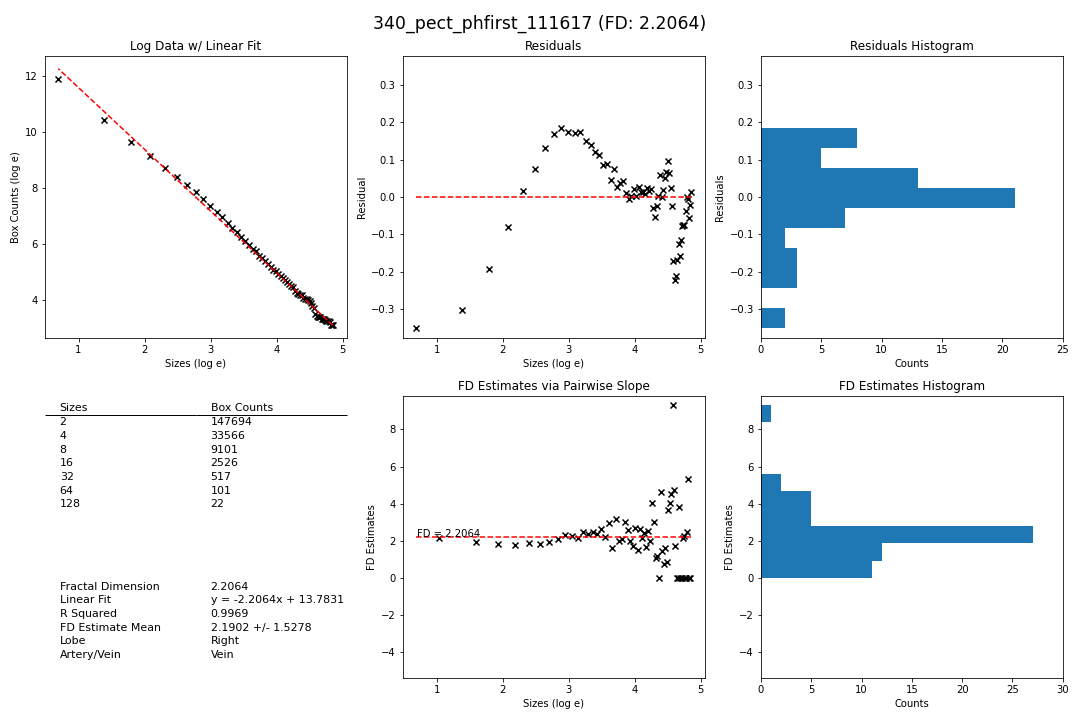 340_pect_phfirst_111617 (FD: 2.2064)
Log Data w/ Linear Fit
Box Counts (log e)
12
10
8
6
4
1 2 3 4 5
Sizes (log e)
Residuals
Residual
0.3
0.2
0.1
0.0
−0.1
−0.2
−0.3
1 2 3 4 5
Sizes (log e)
Residuals Histogram
Residuals
0.3
0.2
0.1
0.0
−0.1
−0.2
−0.3
0 5 10 15 20 25
Counts
Sizes Box Counts
2 147694
4 33566
8 9101
16 2526
32 517
64 101
128 22
Fractal Dimension 2.2064
Linear Fit y = -2.2064x + 13.7831
R Squared 0.9969
FD Estimate Mean 2.1902 +/- 1.5278
Lobe Right
Artery/Vein Vein
FD Estimates via Pairwise Slope
FD Estimates
8
6
4
2
0
−2
−4
FD = 2.2064
1 2 3 4 5
Sizes (log e)
FD Estimates Histogram
FD Estimates
8
6
4
2
0
−2
−4
0 5 10 15 20 25 30
Counts